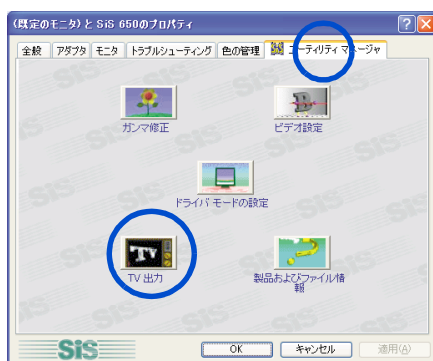 (既定のモニタ) と SiS 650のプロパティ
全般 アダプタ モニタ トラブルシューティング 色の管理 ユーティリティ マネージャ
ガンマ修正
ビデオ設定
ドライバ モードの設定
TV
TV 出力
製品およびファイル情
報
SiS
OK キャンセル 適用(A)